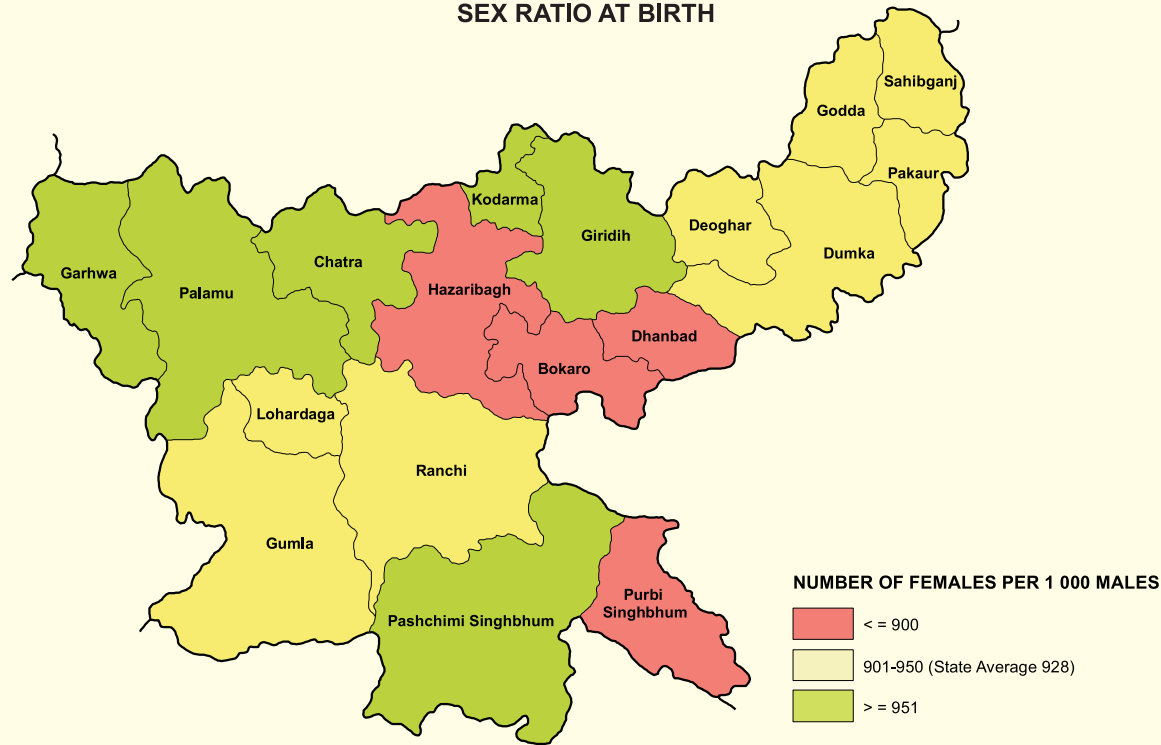 SEX RATIO AT BIRTH
Sahibganj
Godda
Pakaur
Kodarma
Deoghar
Giridih
Dumka
Chatra
Garhwa
Palamu
Hazaribagh
Dhanbad
Bokaro
Lohardaga
Ranchi
Gumla
Purbi
Singhbhum
Pashchimi Singhbhum
NUMBER OF FEMALES PER 1 000 MALES
< = 900
901-950 (State Average 928)
> = 951